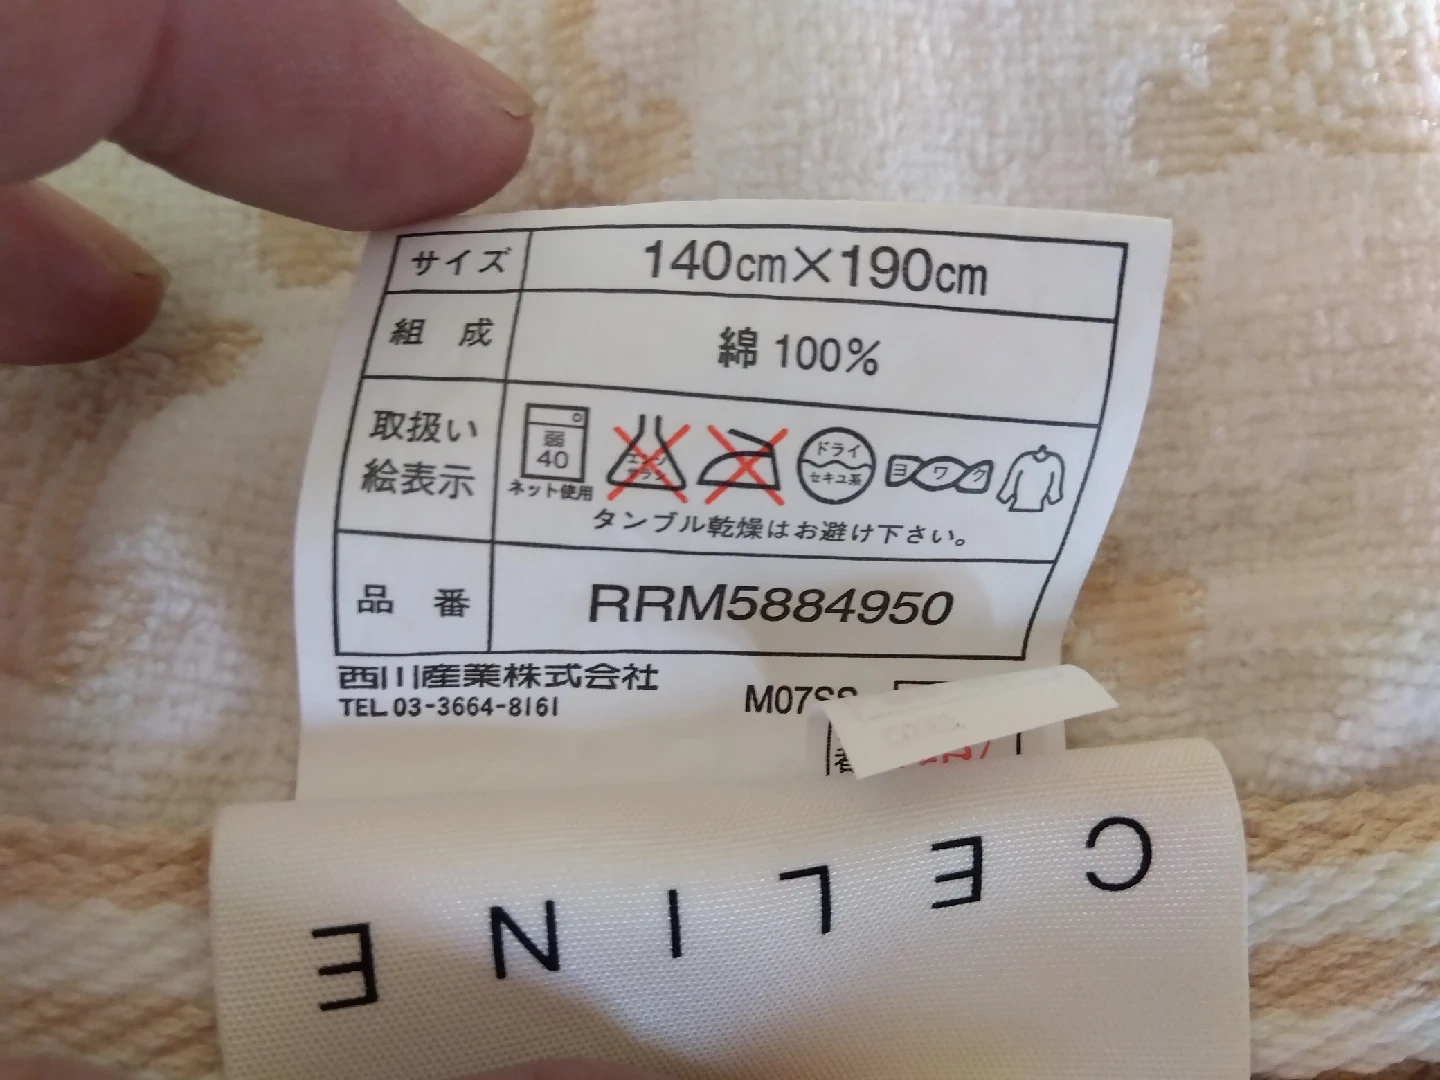 サイズ 140cm×190cm
組成 綿 100%
取扱い
絵表示
弱
40
ネット使用
エンソ
サラシ
ドライ
セキユ系
ヨワク
タンブル乾燥はお避け下さい。
品番 RRM5884950
西川産業株式会社
TEL.03-3664-8161
CELINE